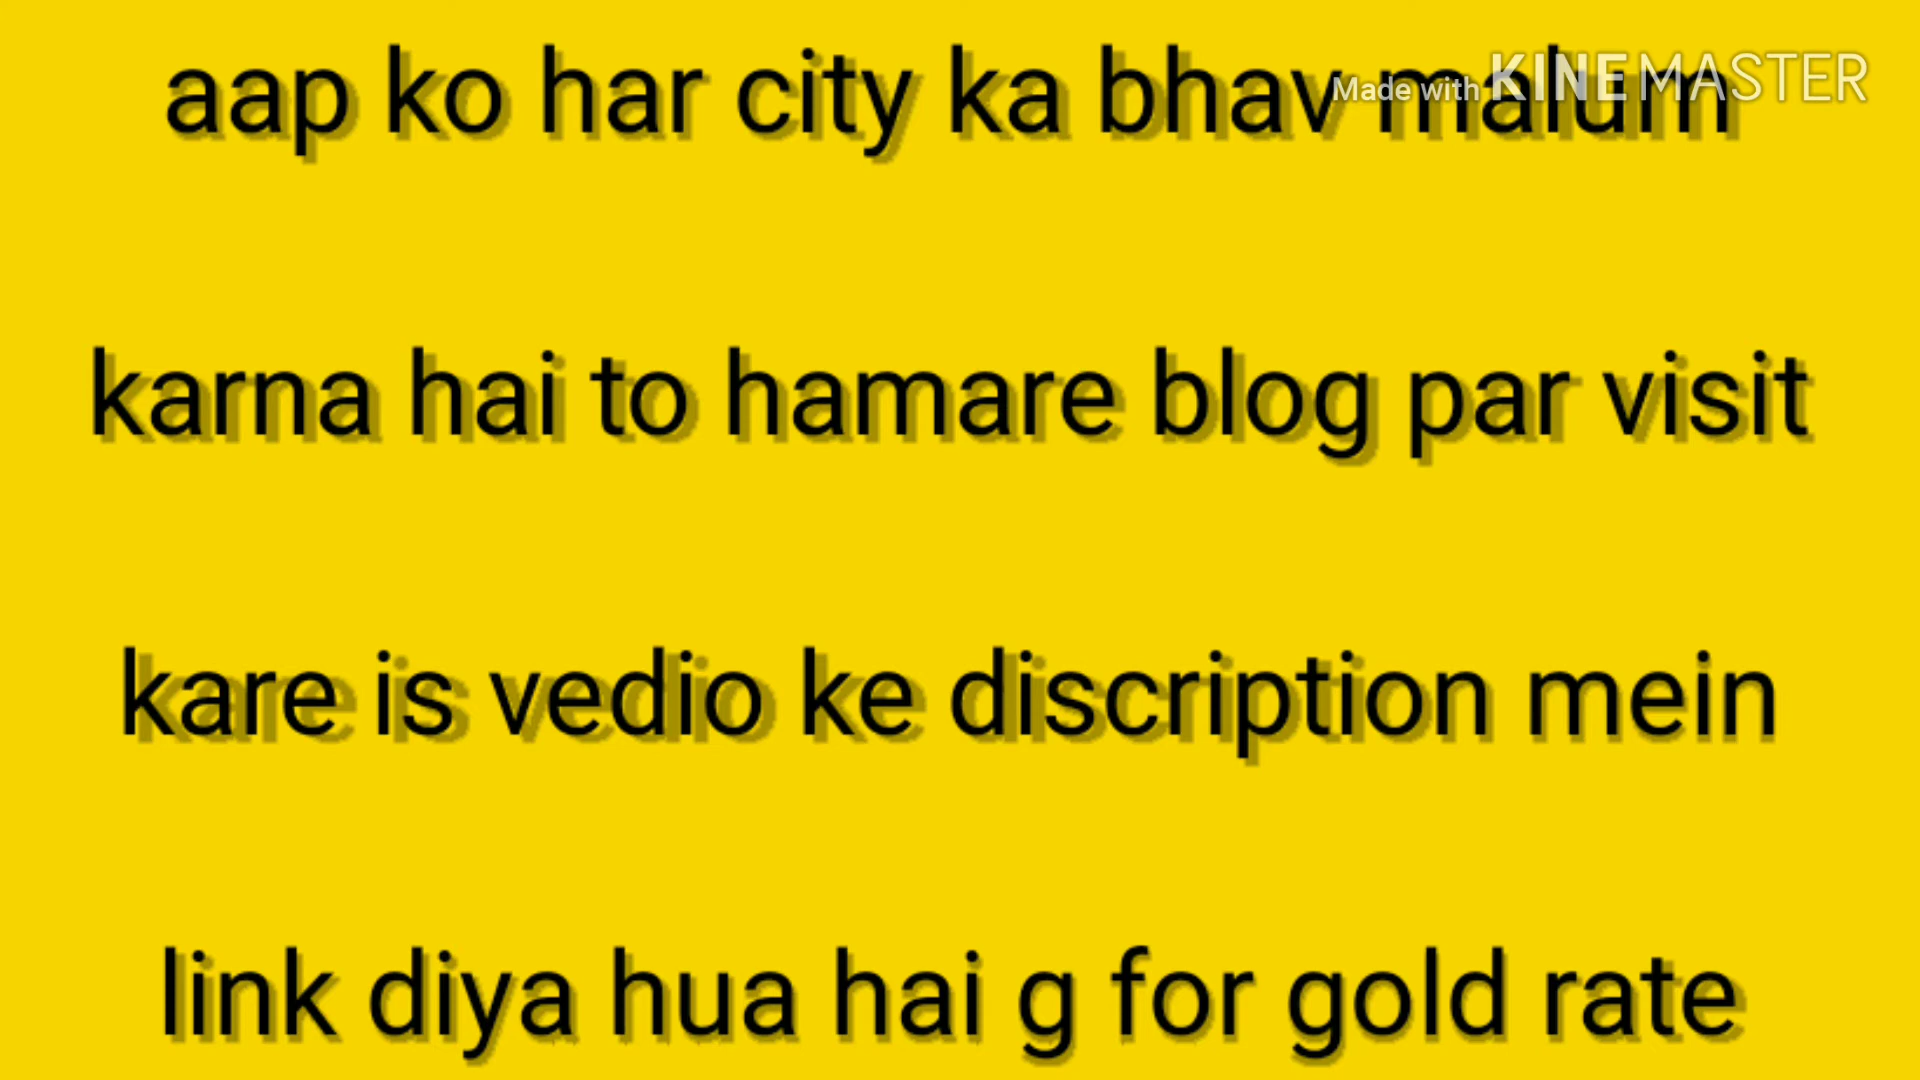 aap ko har city ka bhav malum
Made with KINEMASTER
karna hai to hamare blog par visit
kare is vedio ke discription mein
link diya hua hai g for gold rate